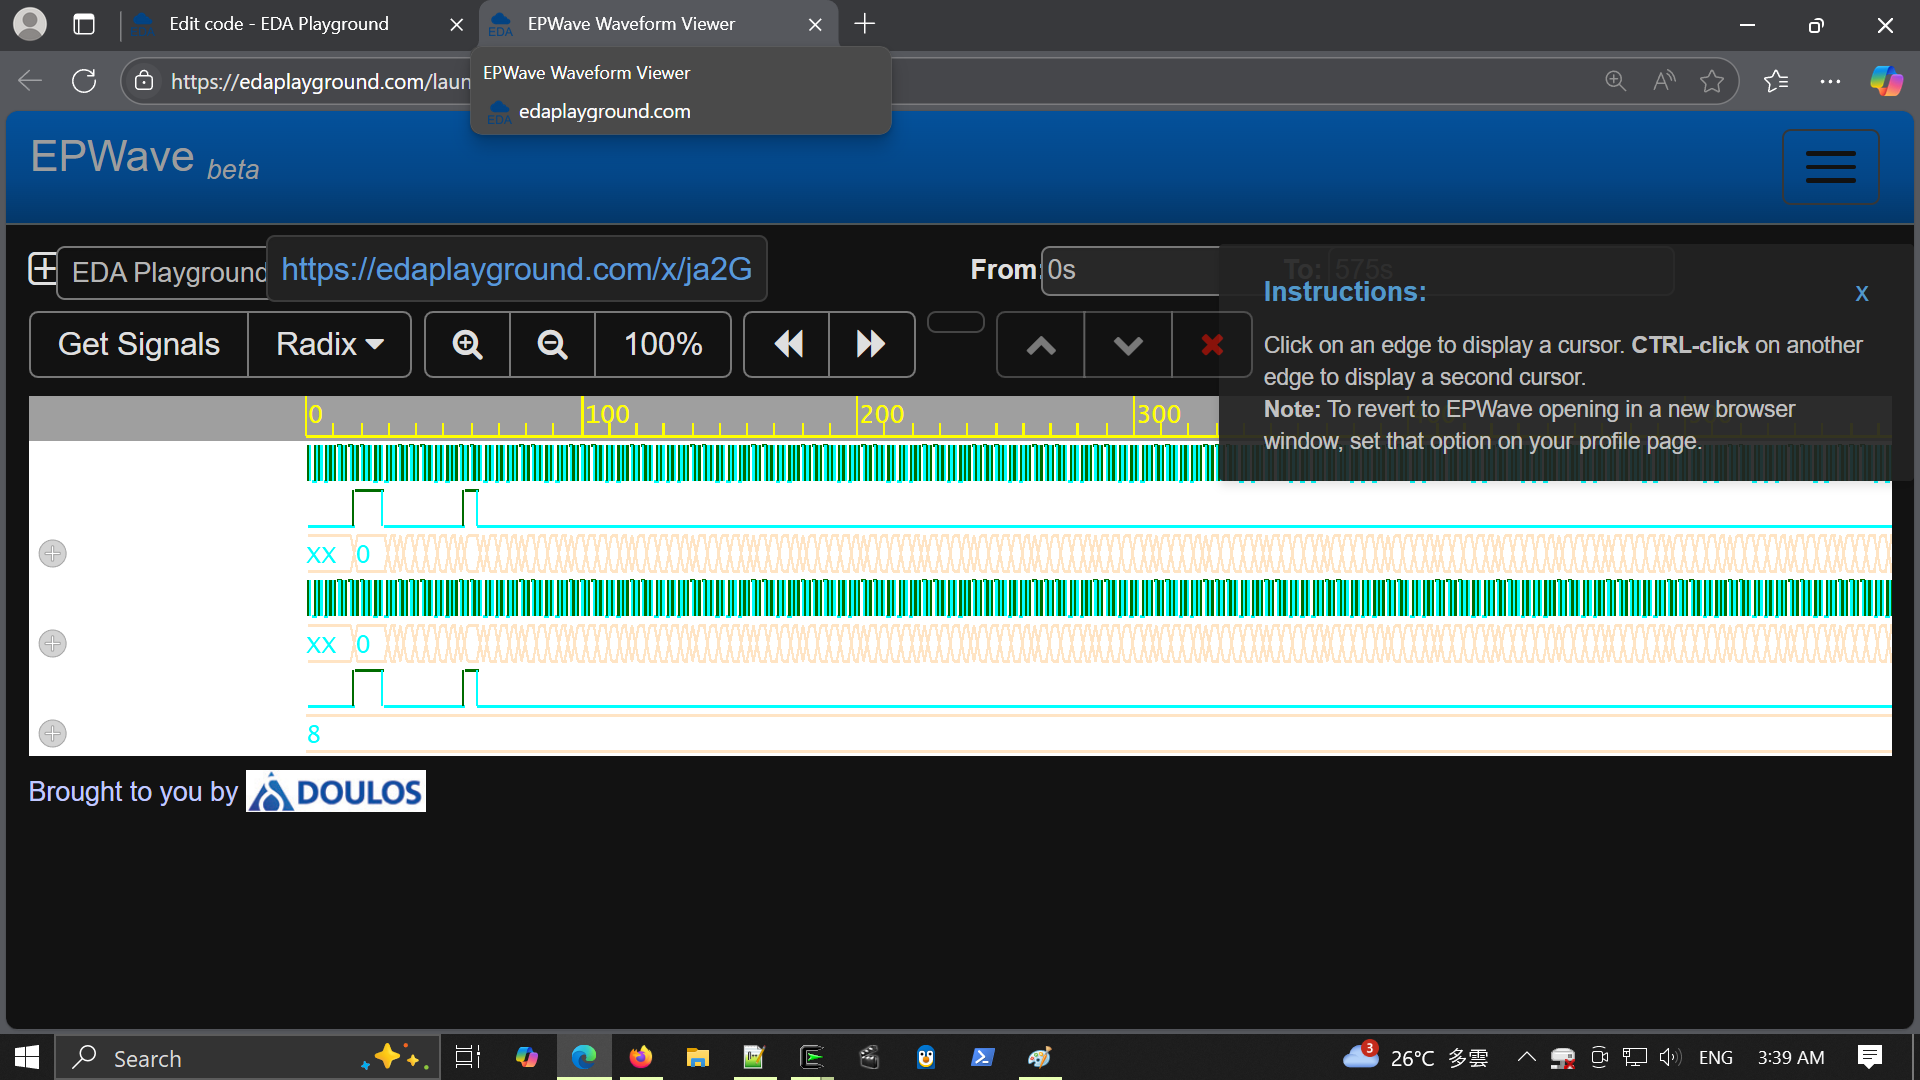 Edit code - EDA Playground
EDA
EPWave Waveform Viewer
https://edaplayground.com/laun
EPWave Waveform Viewer
EDA
edaplayground.com
EPWave beta
EDA Playground
https://edaplayground.com/x/ja2G
From: 0s
To: 575s
Instructions:
x
Click on an edge to display a cursor. CTRL-click on another
edge to display a second cursor.
Note: To revert to EPWave opening in a new browser
window, set that option on your profile page.
Get Signals
Radix
100%
0
100
200
300
XX 0
XX 0
8
Brought to you by DOULOS
Search
3
26°C 多雲
ENG
3:39 AM